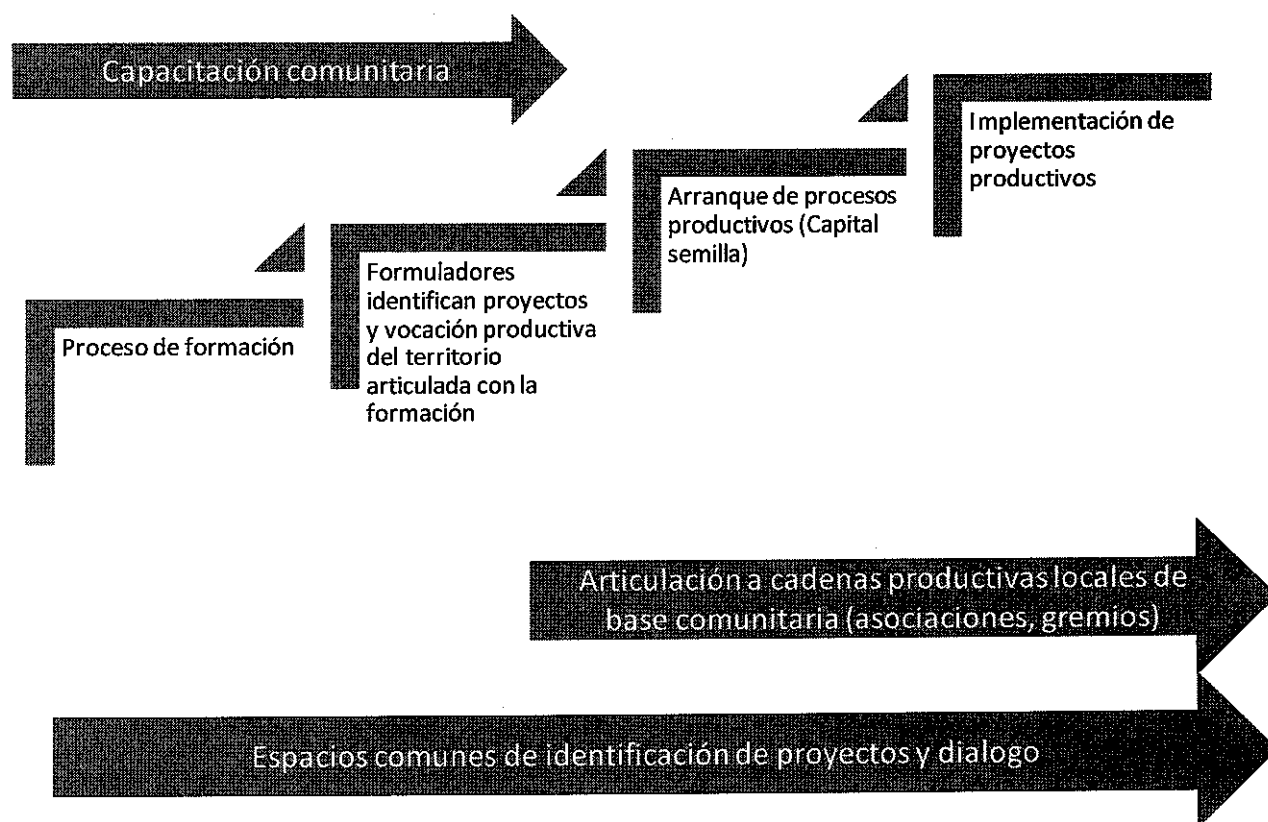 Capacitación comunitaria
Proceso de formación
Formuladores
identifican proyectos
y vocación productiva
del territorio
articulada con la
formación
Arranque de procesos
productivos (Capital
semilla)
Implementación de
proyectos
productivos
Articulación a cadenas productivas locales de
base comunitaria (asociaciones, gremios)
Espacios comunes de identificación de proyectos y dialogo